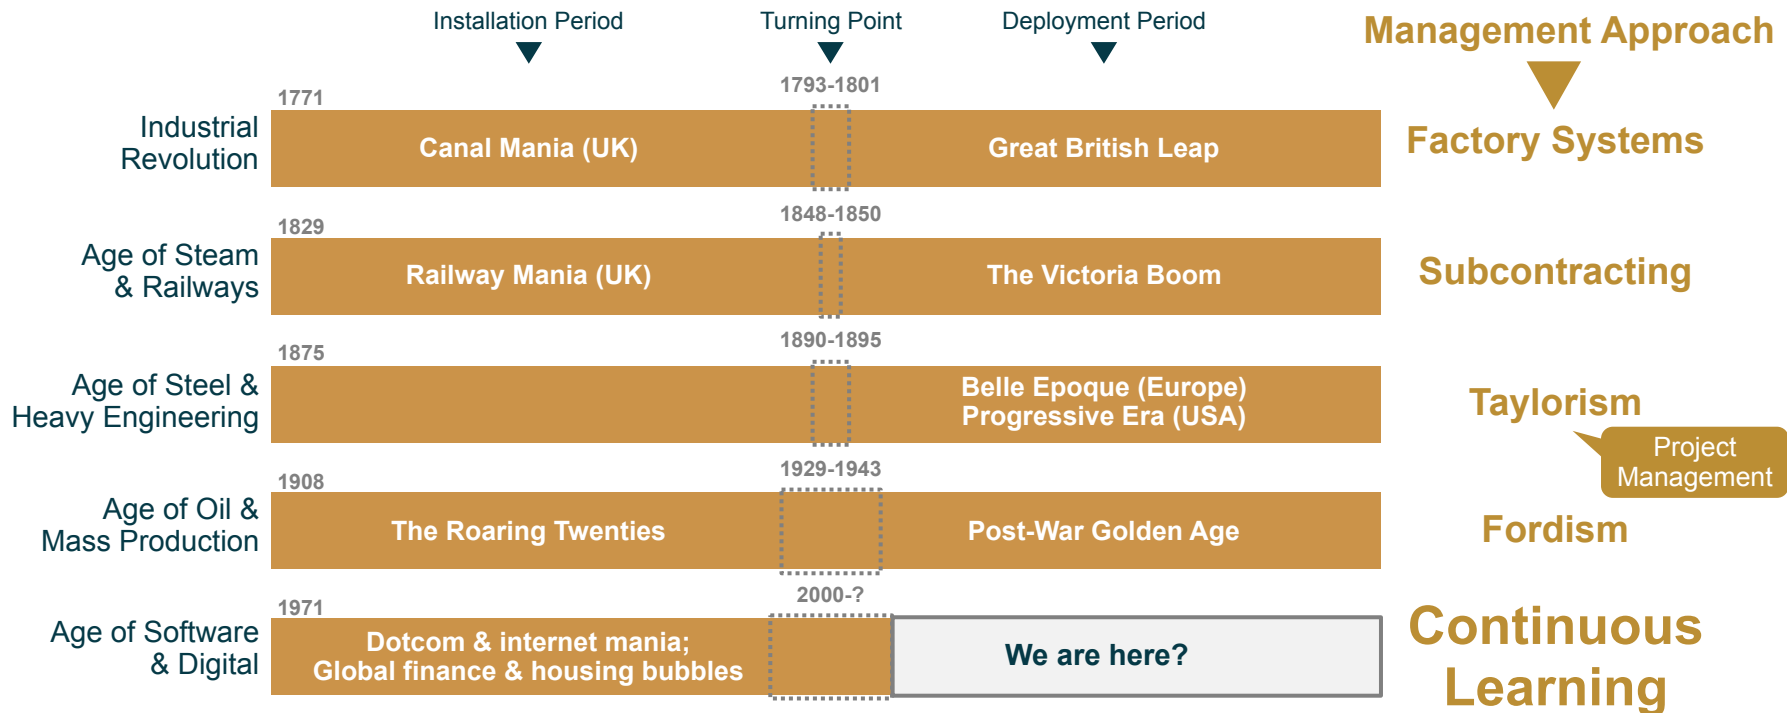 Installation Period
Turning Point
Deployment Period
Management Approach
1771
1793-1801
Industrial
Revolution
Canal Mania (UK)
Great British Leap
Factory Systems
1829
1848-1850
Age of Steam
& Railways
Railway Mania (UK)
The Victoria Boom
Subcontracting
1875
1890-1895
Age of Steel &
Heavy Engineering
Belle Epoque (Europe)
Progressive Era (USA)
Taylorism
Project
Management
1908
1929-1943
Age of Oil &
Mass Production
The Roaring Twenties
Post-War Golden Age
Fordism
1971
2000-?
Age of Software
& Digital
Dotcom & internet mania;
Global finance & housing bubbles
We are here?
Continuous
Learning